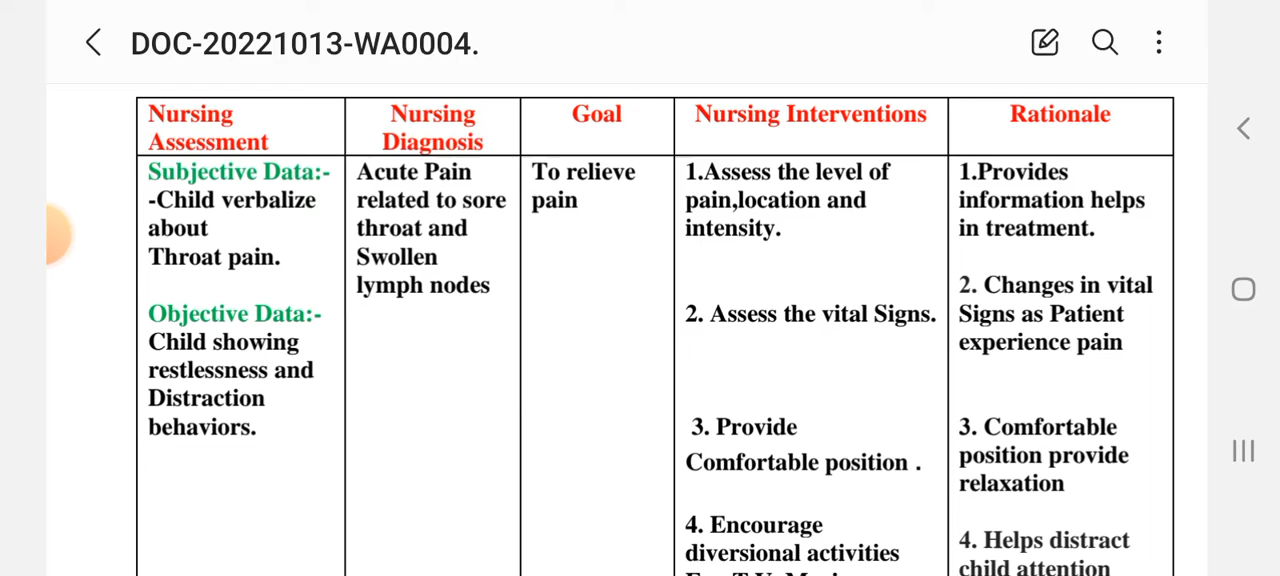 DOC-20221013-WA0004.
Nursing
Assessment
Nursing
Diagnosis
Goal
Nursing Interventions
Rationale
Subjective Data:-
-Child verbalize
about
Throat pain.
Objective Data:-
Child showing
restlessness and
Distraction
behaviors.
Acute Pain
related to sore
throat and
Swollen
lymph nodes
To relieve
pain
1.Assess the level of
pain,location and
intensity.
2. Assess the vital Signs.
3. Provide
Comfortable position .
4. Encourage
diversional activities
1.Provides
information helps
in treatment.
2. Changes in vital
Signs as Patient
experience pain
3. Comfortable
position provide
relaxation
4. Helps distract
child attention